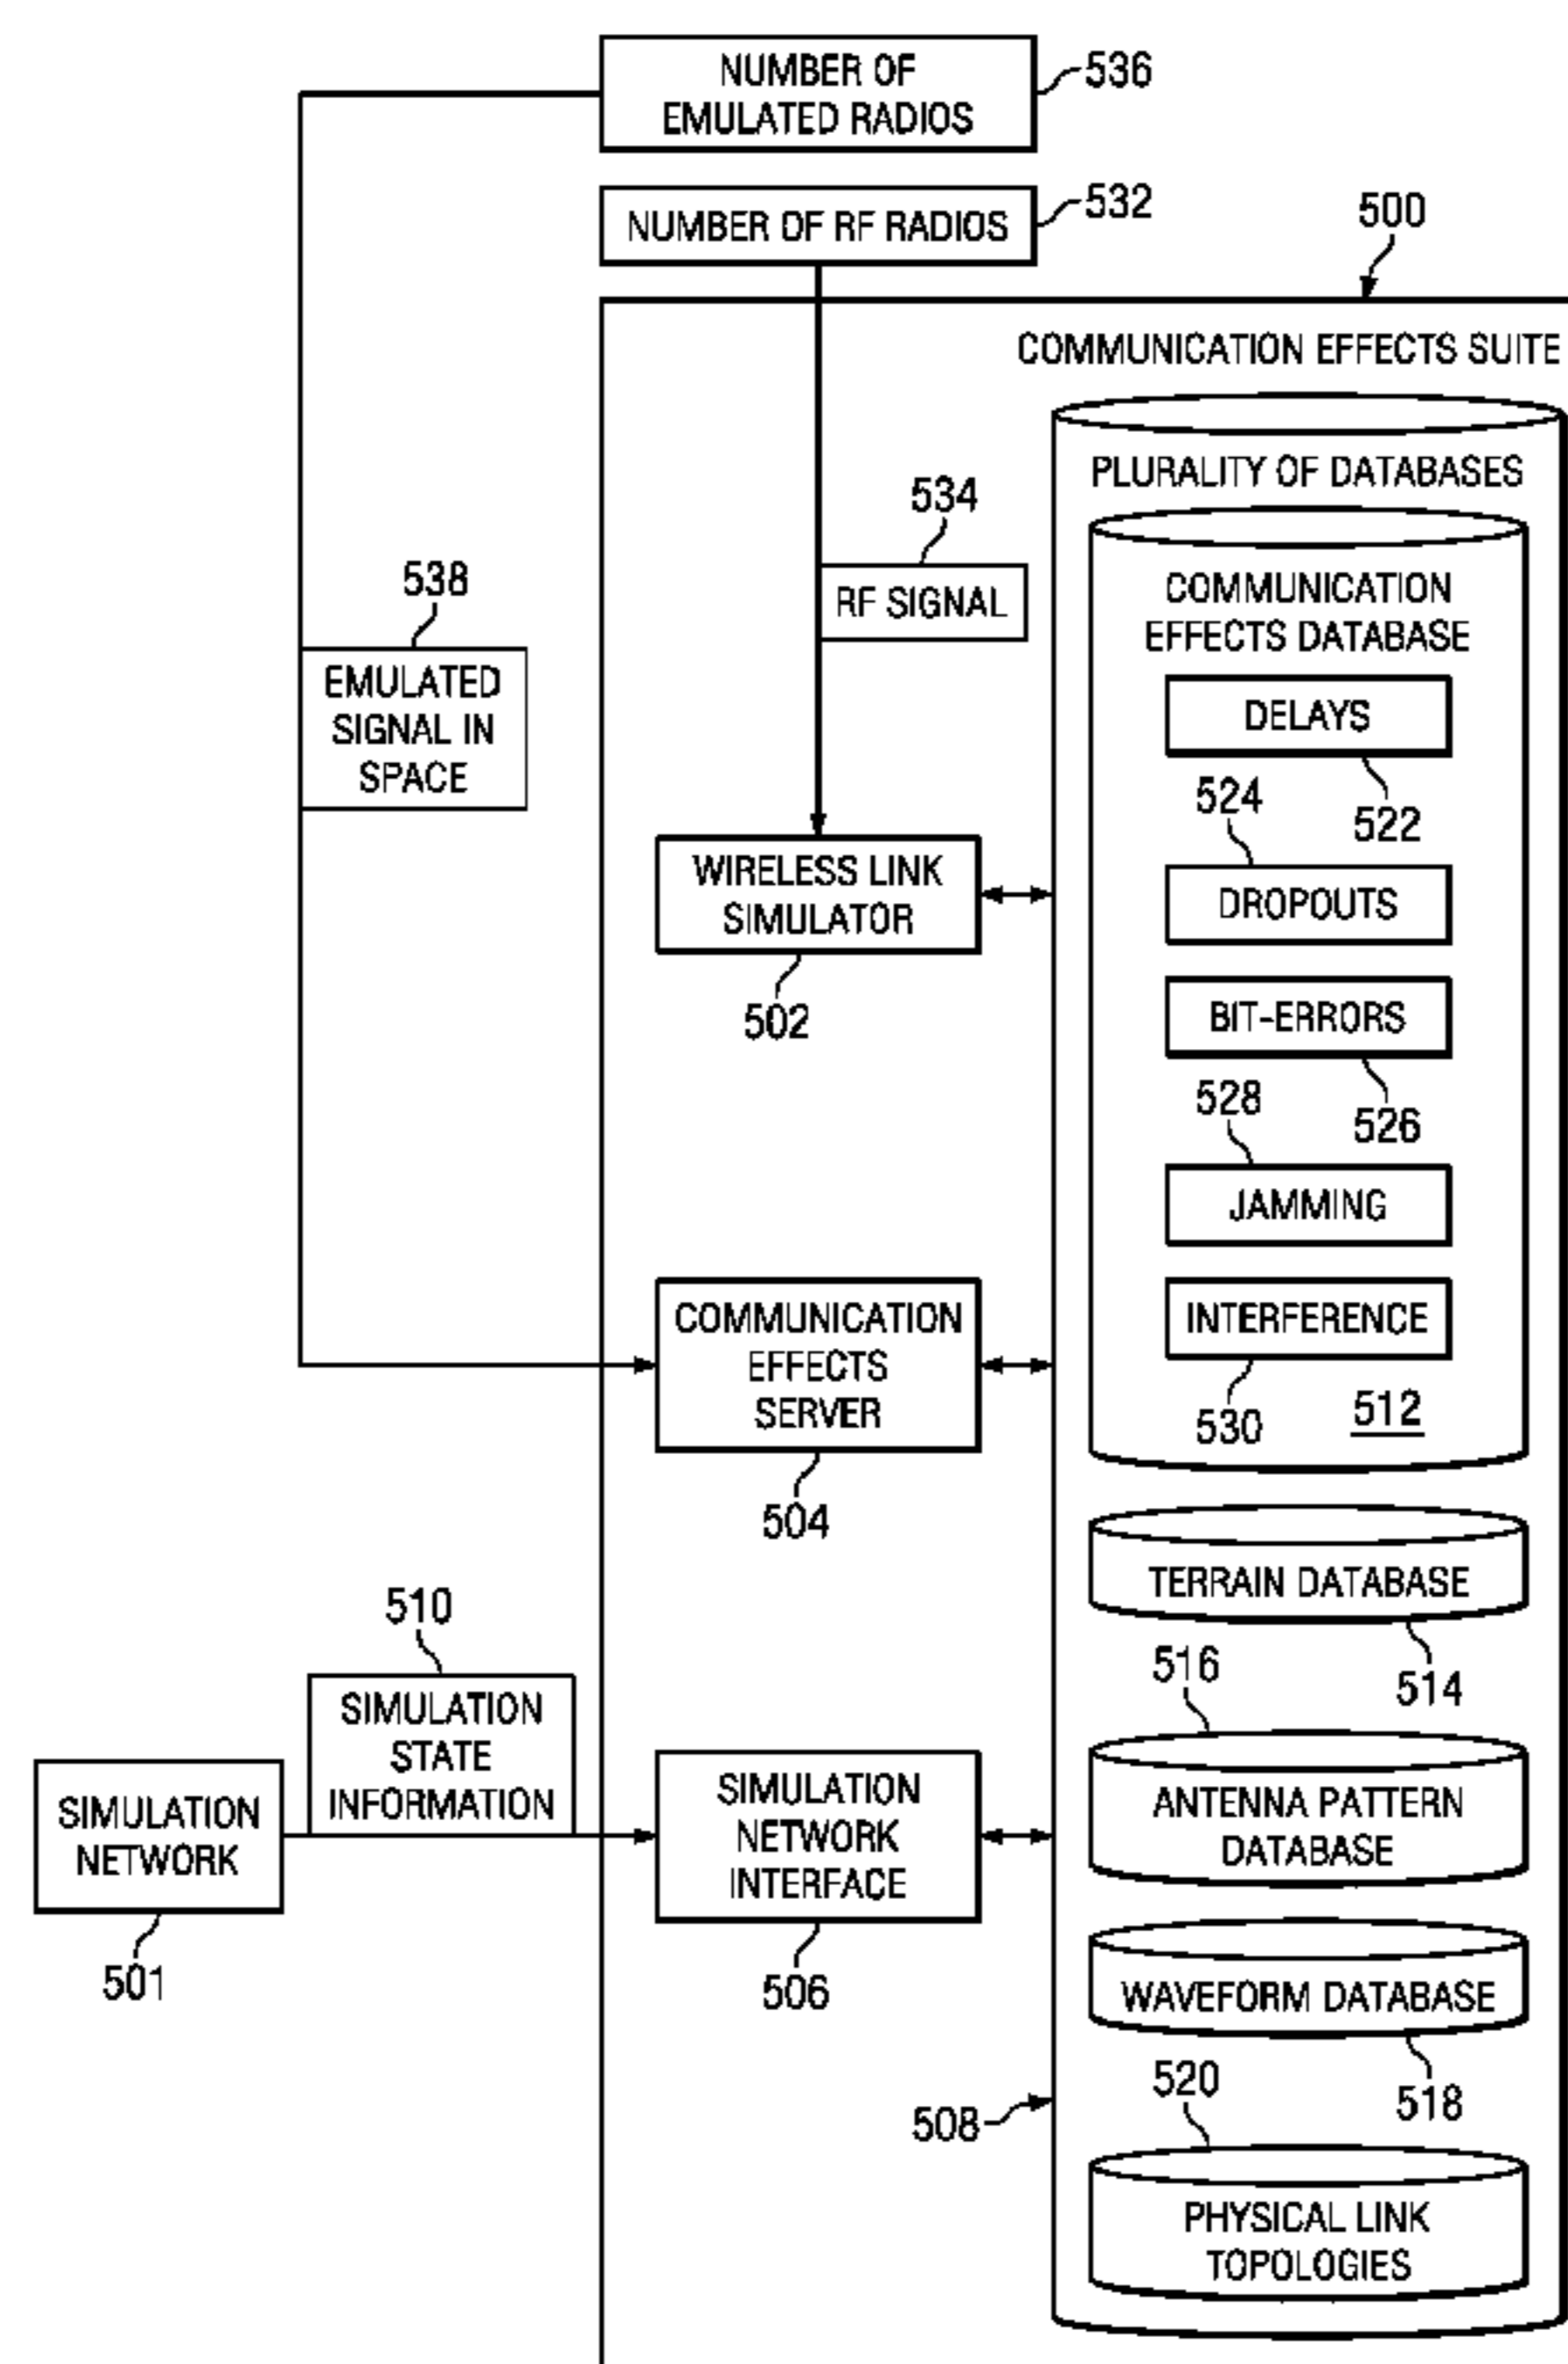 NUMBER OF
EMULATED RADIOS
536
NUMBER OF RF RADIOS
532
500
COMMUNICATION EFFECTS SUITE
PLURALITY OF DATABASES
534
RF SIGNAL
538
EMULATED
SIGNAL IN
SPACE
COMMUNICATION
EFFECTS DATABASE
DELAYS
522
524
DROPOUTS
WIRELESS LINK
SIMULATOR
502
BIT-ERRORS
526
528
JAMMING
COMMUNICATION
EFFECTS
SERVER
504
INTERFERENCE
530
512
TERRAIN DATABASE
514
510
SIMULATION
STATE
INFORMATION
SIMULATION
NETWORK
501
SIMULATION
NETWORK
INTERFACE
506
516
ANTENNA PATTERN
DATABASE
WAVEFORM DATABASE
518
508
520
PHYSICAL LINK
TOPOLOGIES